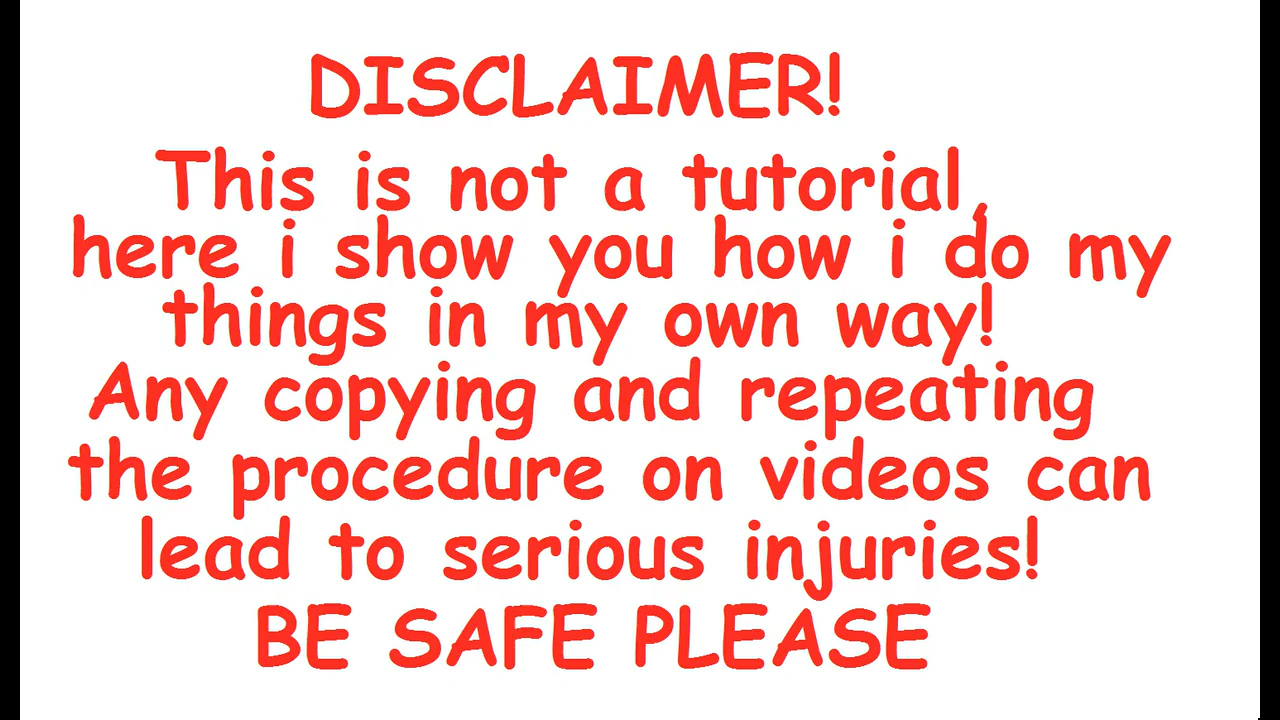 DISCLAIMER!
This is not a tutorial,
here i show you how i do my
things in my own way!
Any copying and repeating
the procedure on videos can
lead to serious injuries!
BE SAFE PLEASE